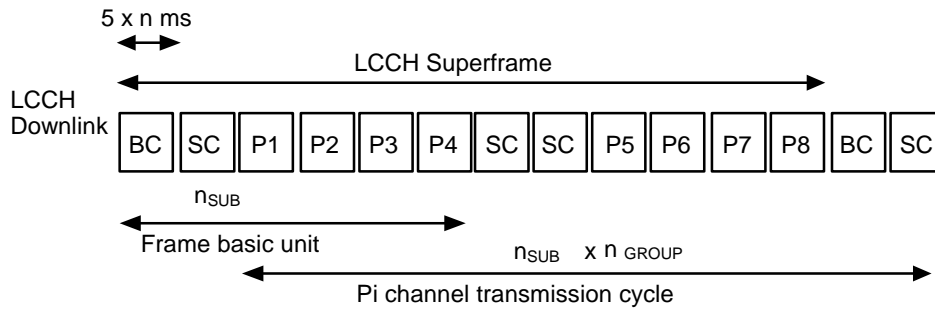 5 x n ms
LCCH Superframe
LCCH
Downlink
BC SC P1 P2 P3 P4 SC SC P5 P6 P7 P8 BC SC
nSUB
Frame basic unit
nSUB x n GROUP
Pi channel transmission cycle